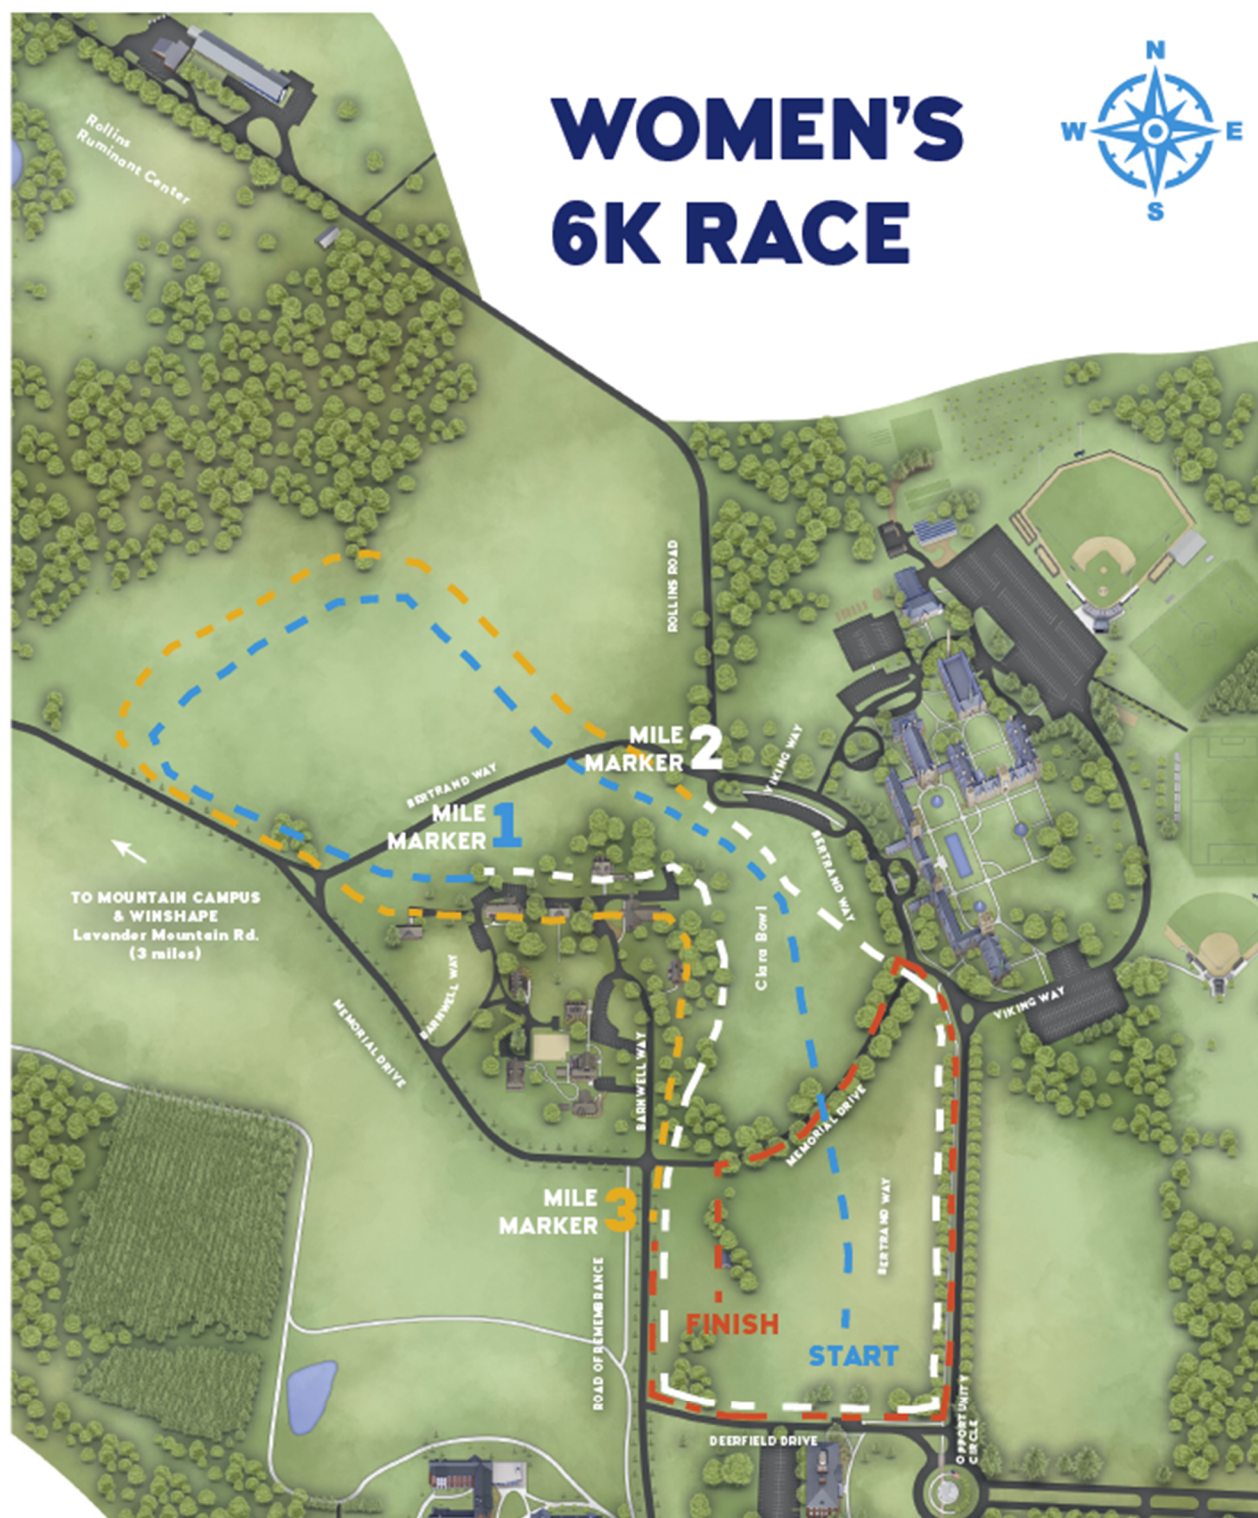 N
WOMEN'S
W
E
6K RACE
S
Rollins
Ruminant Center
ROLLINS ROAD
MILE
MARKER 2
VIKING WAY
BERTRAND WAY
MILE
MARKER 1
BERTRAND WAY
TO MOUNTAIN CAMPUS
& WINSHAPE
Lavender Mountain Rd.
(3 miles)
Clara Bowl
BARNWELL WAY
VIKING WAY
MEMORIAL DRIVE
BARNWELL WAY
MEMORIAL DRIVE
MILE
MARKER 3
BERTRAND WAY
ROAD OF REMEMBRANCE
FINISH
START
OPPORTUNITY
CIRCLE
DEERFIELD DRIVE